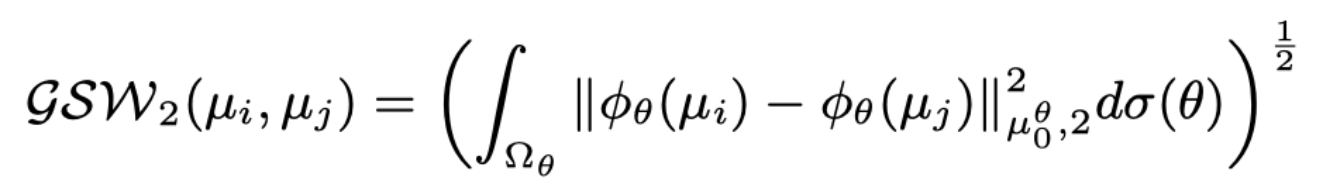 $\mathcal{GSW}_2(\mu_i, \mu_j) = \left( \int_{\Omega_\theta} \|\phi_\theta(\mu_i) - \phi_\theta(\mu_j)\|^2_{\mu_0^\theta, 2} d\sigma(\theta) \right)^{\frac{1}{2}}$